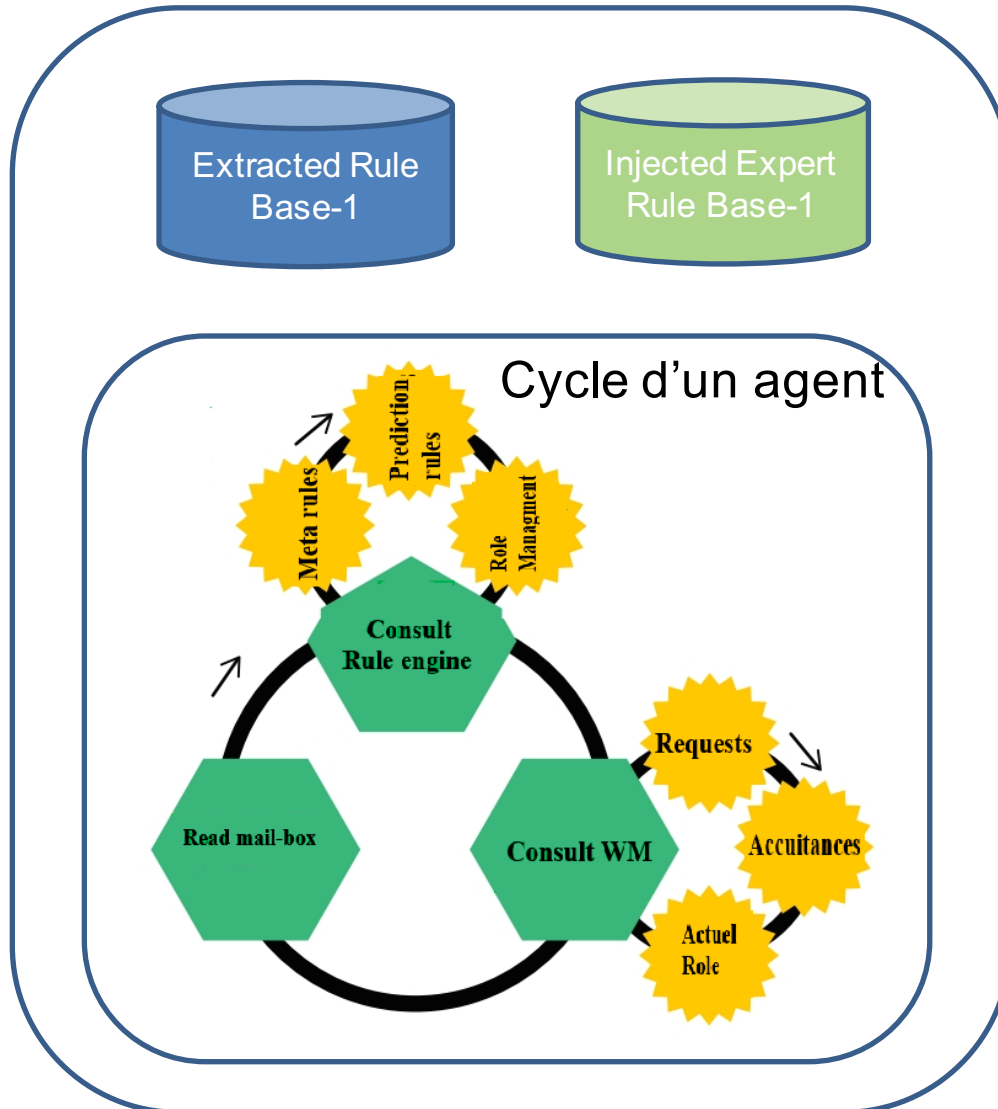 Extracted Rule
Base-1
Injected Expert
Rule Base-1
Cycle d'un agent
Prediction
rules
Meta rules
Role
Managment
Consult
Rule engine
Requests
Read mail-box
Consult WM
Accuitances
Actuel
Role